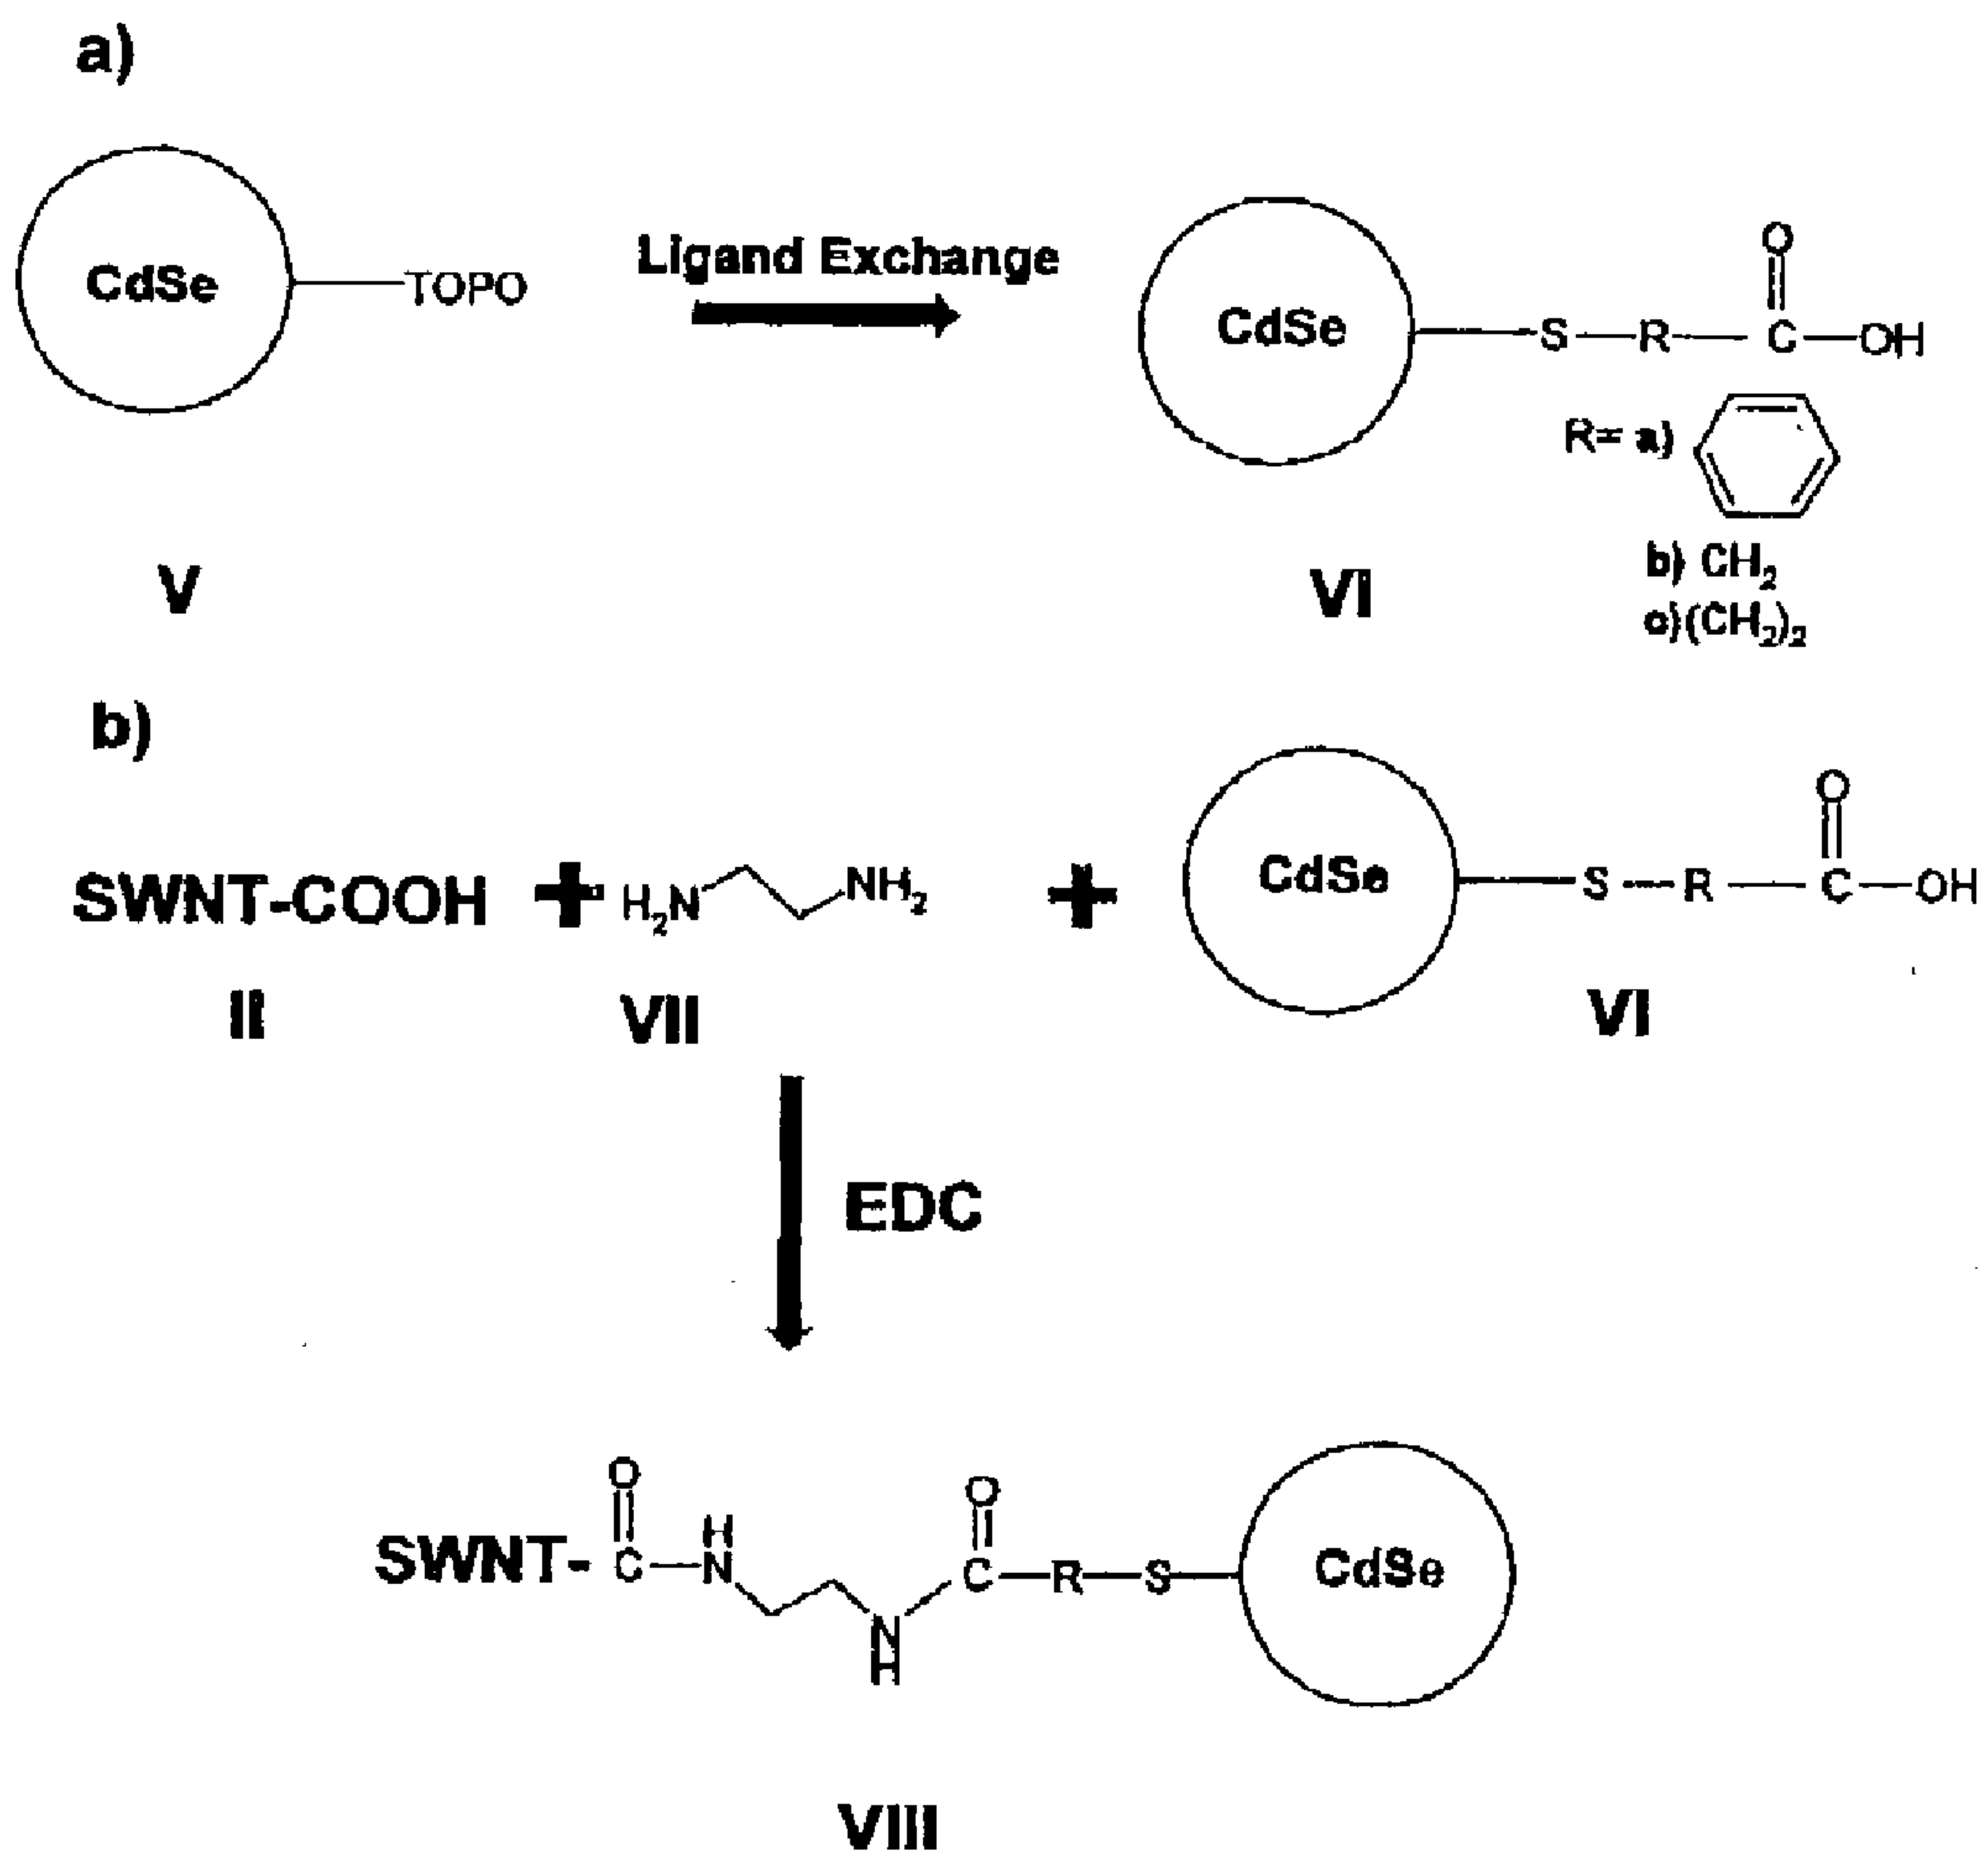 a)
CdSe TOPO
Ligand Exchange
CdSe S R C OH
O
R= a)
b) CH2
c)(CH2)2
V
VI
b)
SWNT-COOH + H2N NH2 + CdSe S R C OH
O
II
VII
VI
EDC
O
O
SWNT- C N H N H C R S CdSe
VIII